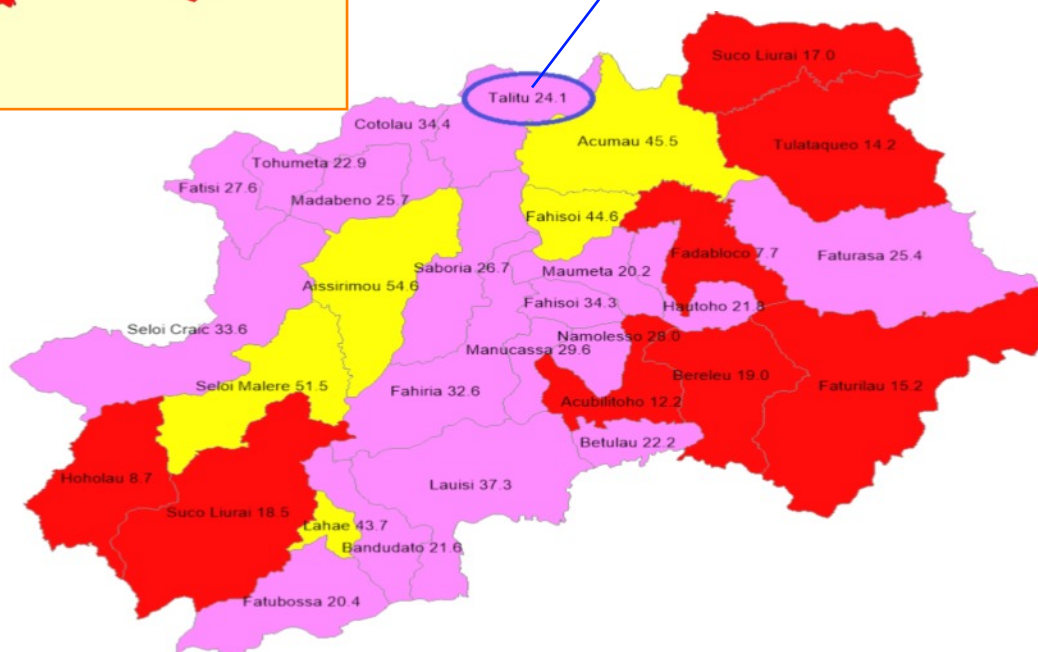 Suco Liurai 17.0
Talitu 24.1
Cotolau 34.4
Acumau 45.5
Tulataqueo 14.2
Tohumeta 22.9
Fatisi 27.6
Madabeno 25.7
Fahisoi 44.6
Fadabloco 7.7
Faturasa 25.4
Saboria 26.7
Maumeta 20.2
Aissirimou 54.6
Fahisoi 34.3
Hautoho 21.8
Seloi Craic 33.6
Namolesso 28.0
Manucassa 29.6
Bereleu 19.0
Seloi Malere 51.5
Fahiria 32.6
Faturilau 15.2
Acubilitoho 12.2
Betulau 22.2
Hoholau 8.7
Lauisi 37.3
Suco Liurai 18.5
Lahae 43.7
Bandudato 21.6
Fatubossa 20.4